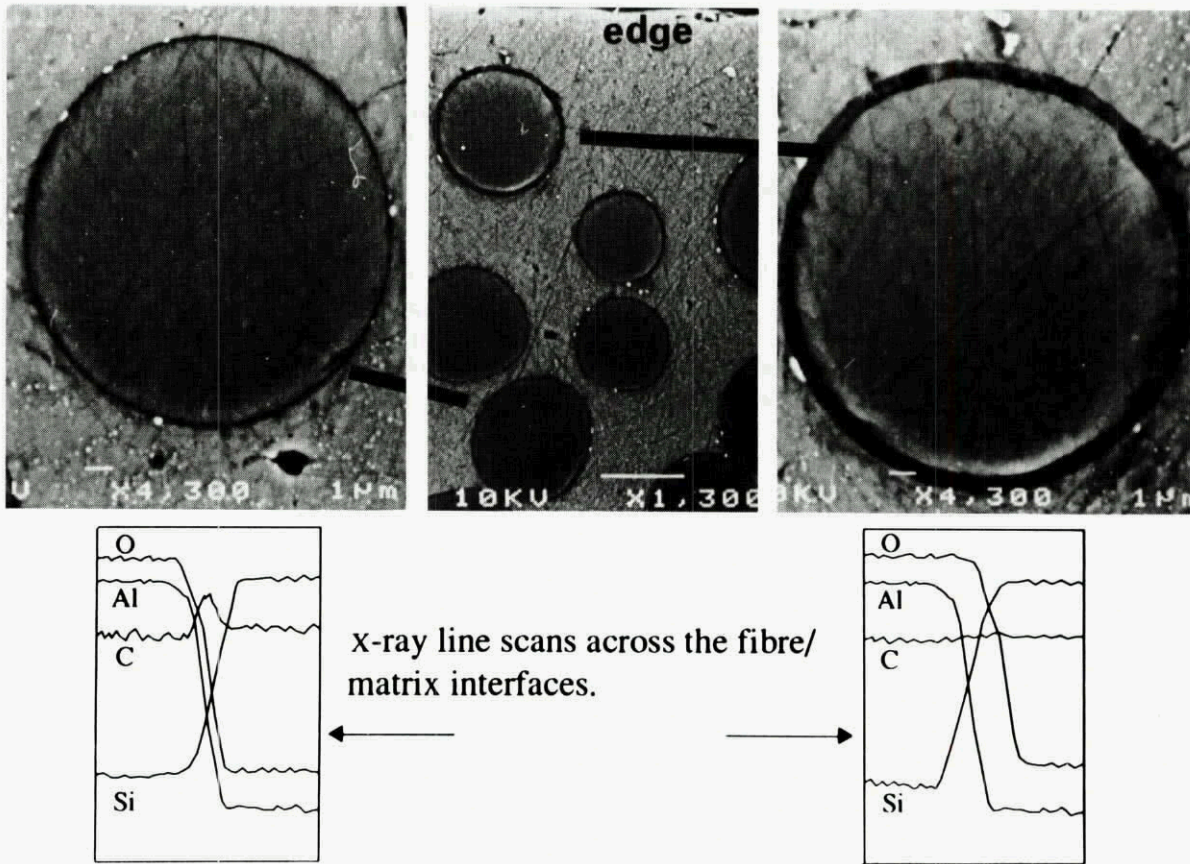 edge
V X4,300 1µm
10KV X1,300
0KV X4,300 1µm
O
Al
C
Si
x-ray line scans across the fibre/
matrix interfaces.
O
Al
C
Si